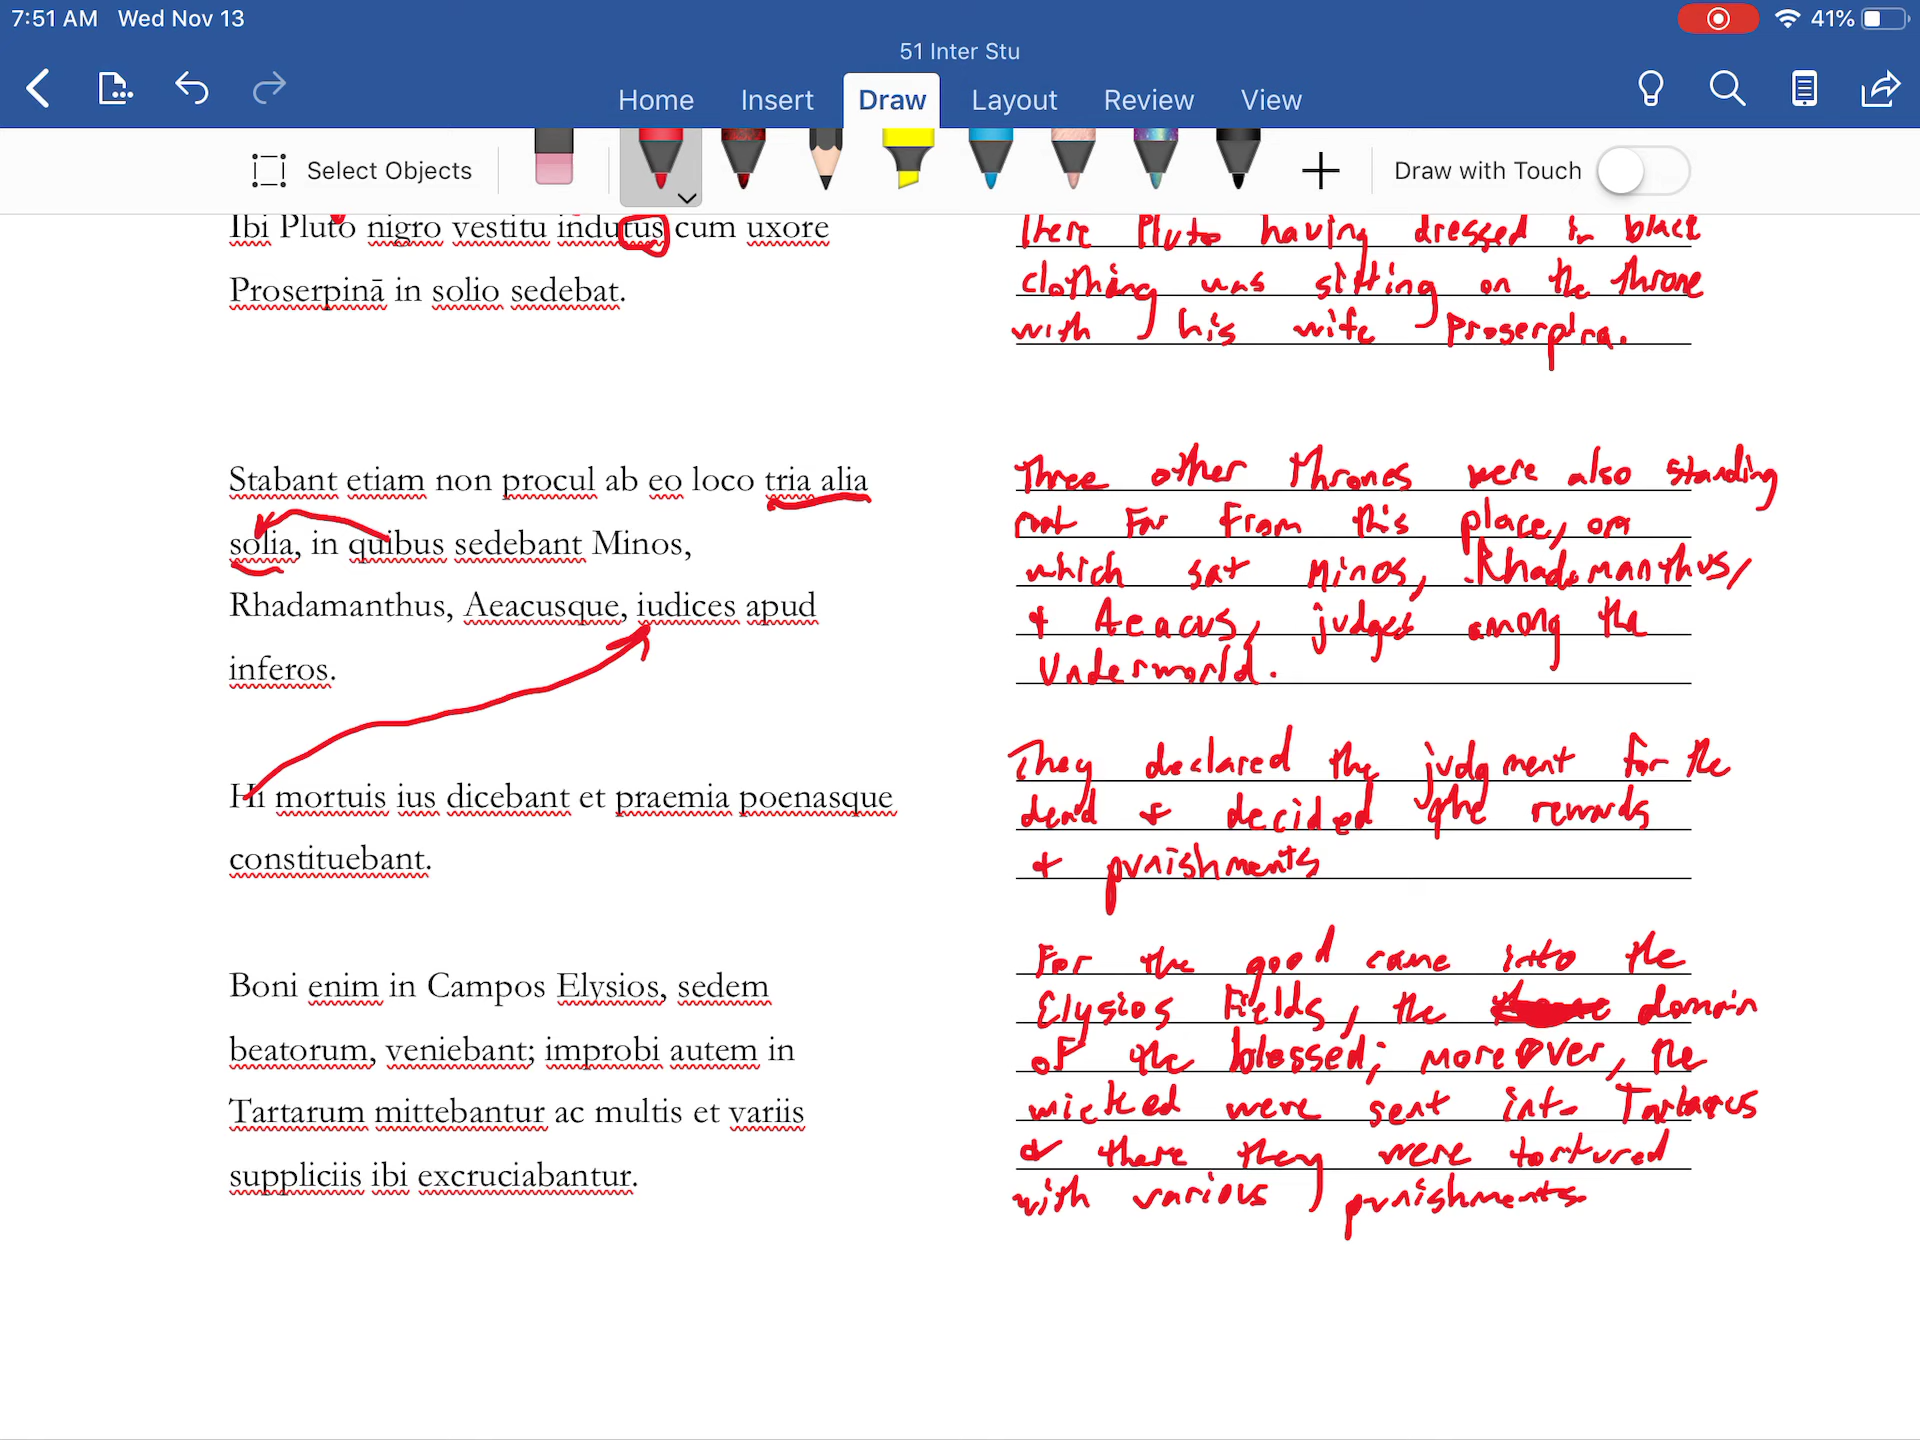 7:51 AM Wed Nov 13
41%
51 Inter Stu
Home Insert Draw Layout Review View
Select Objects
Draw with Touch
Ibi Pluto nigro vestitu indutus cum uxore
Proserpinā in solio sedebat.
There Pluto having dressed in black
clothing was sitting on the throne
with his wife Proserpina.
Stabant etiam non procul ab eo loco tria alia
solia, in quibus sedebant Minos,
Rhadamanthus, Aeacusque, iudices apud
inferos.
Three other thrones were also standing
not far from this place, on
which sat Minos, Rhadamanthus,
& Aeacus, judges among the
Underworld.
Hi mortuis ius dicebant et praemia poenasque
constituebant.
They declared the judgment for the
dead & decided the rewards
& punishments
Boni enim in Campos Elysios, sedem
beatorum, veniebant; improbi autem in
Tartarum mittebantur ac multis et variis
suppliciis ibi excruciabantur.
For the good came into the
Elysios Fields, the domain
of the blessed; moreover, the
wicked were sent into Tartarus
& there they were tortured
with various punishments